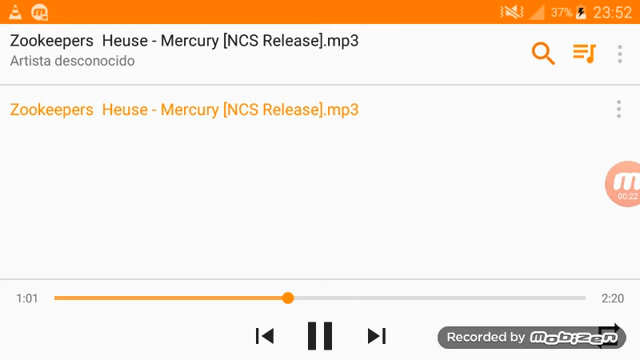 37% 23:52
Zookeepers Heuse - Mercury [NCS Release].mp3
Artista desconocido
Zookeepers Heuse - Mercury [NCS Release].mp3
00:22
1:01
2:20
Recorded by Mobizen